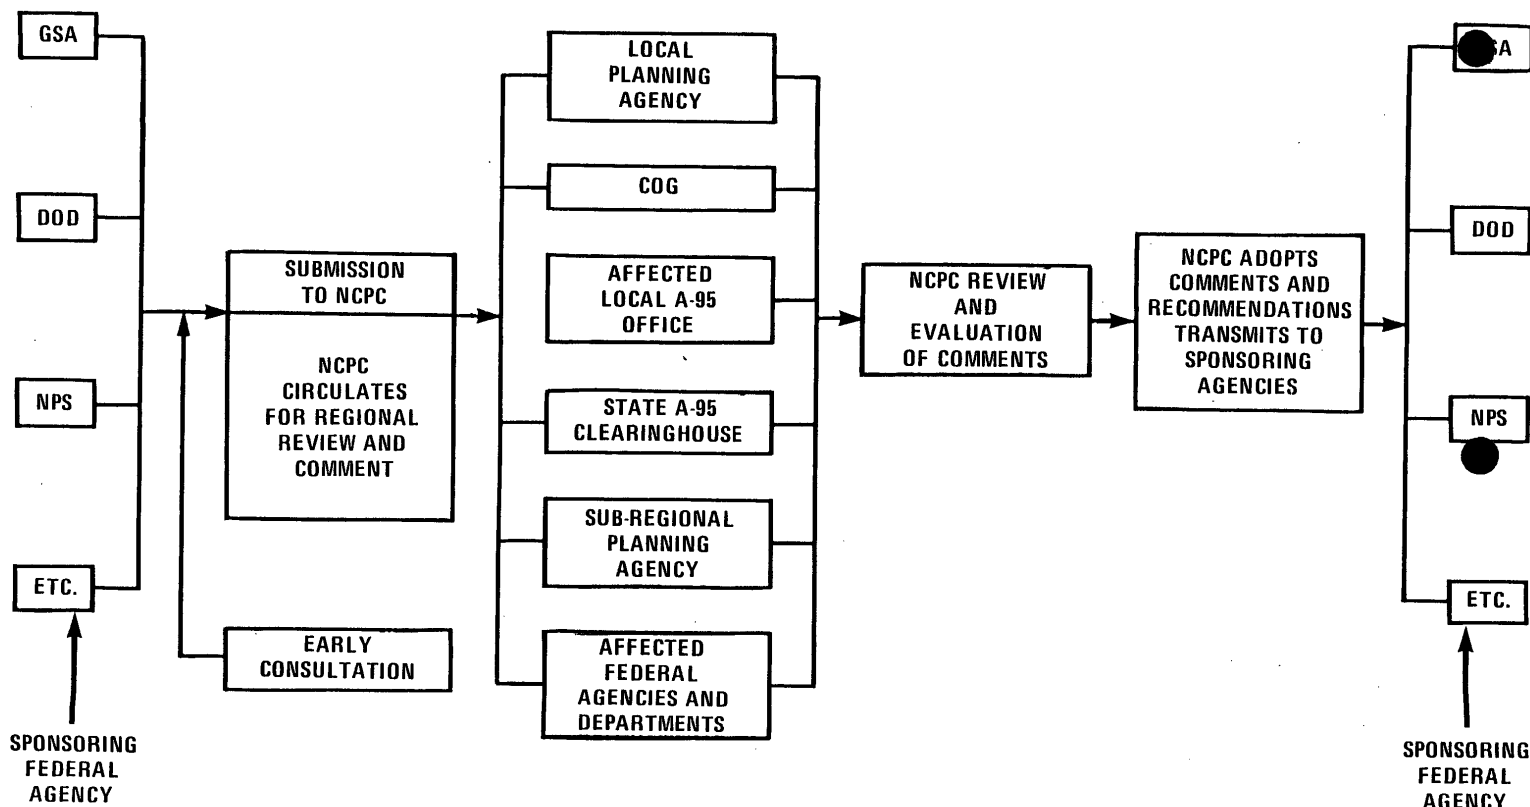 GSA
DOD
NPS
ETC.
SPONSORING
FEDERAL
AGENCY
SUBMISSION
TO NCPC
NCPC
CIRCULATES
FOR REGIONAL
REVIEW AND
COMMENT
EARLY
CONSULTATION
LOCAL
PLANNING
AGENCY
COG
AFFECTED
LOCAL A-95
OFFICE
STATE A-95
CLEARINGHOUSE
SUB-REGIONAL
PLANNING
AGENCY
AFFECTED
FEDERAL
AGENCIES AND
DEPARTMENTS
NCPC REVIEW
AND
EVALUATION
OF COMMENTS
NCPC ADOPTS
COMMENTS AND
RECOMMENDATIONS
TRANSMITS TO
SPONSORING
AGENCIES
DOD
NPS
ETC.
SPONSORING
FEDERAL
AGENCY